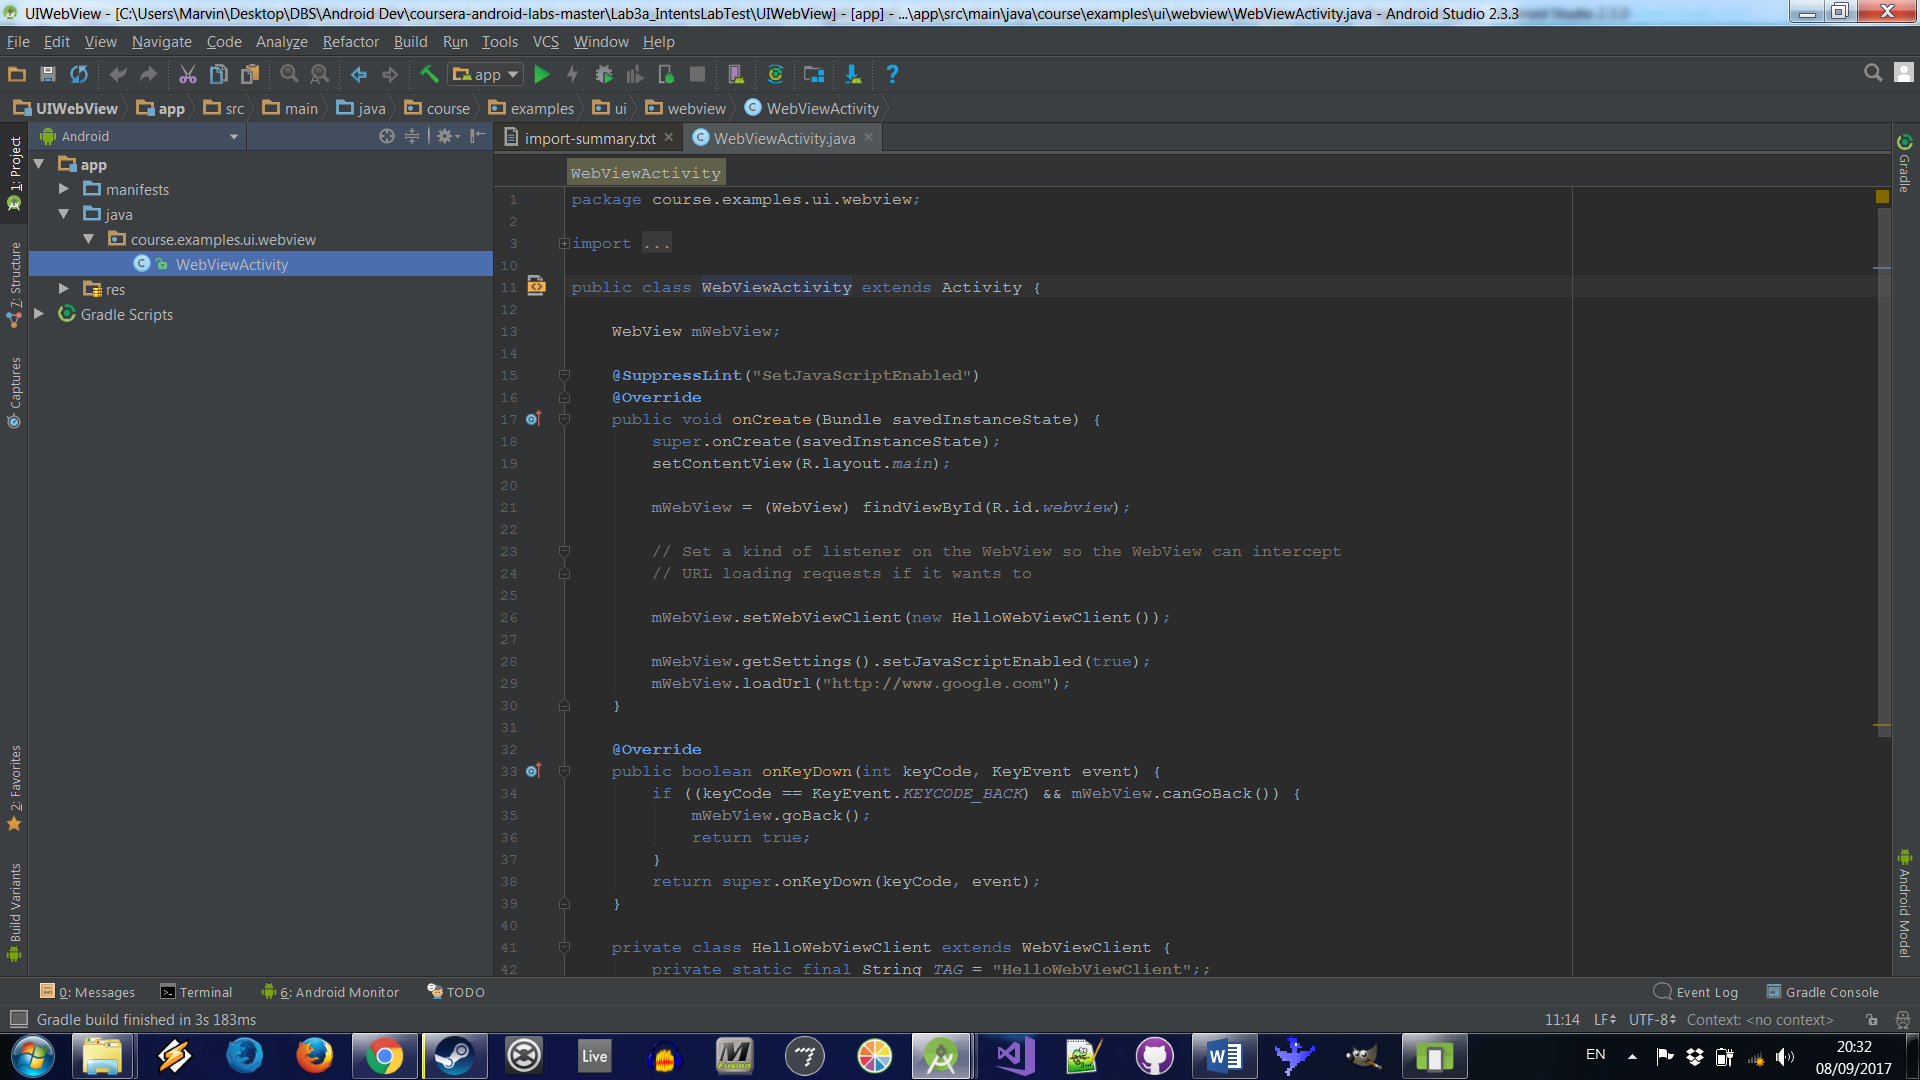 UIWebView - [C:\Users\Marvin\Desktop\DBS\Android Dev\coursera-android-labs-master\Lab3a_IntentsLabTest\UIWebView] - [app] - ...\app\src\main\java\course\examples\ui\webview\WebViewActivity.java - Android Studio 2.3.3
File Edit View Navigate Code Analyze Refactor Build Run Tools VCS Window Help
app
UIWebView app src main java course examples ui webview WebViewActivity
Android
import-summary.txt WebViewActivity.java
1: Project
7: Structure
Captures
2: Favorites
Build Variants
app
manifests
java
course.examples.ui.webview
WebViewActivity
res
Gradle Scripts
WebViewActivity
1 package course.examples.ui.webview;
2
3 import ...
10
11 public class WebViewActivity extends Activity {
12
13 WebView mWebView;
14
15 @SuppressLint("SetJavaScriptEnabled")
16 @Override
17 public void onCreate(Bundle savedInstanceState) {
18 super.onCreate(savedInstanceState);
19 setContentView(R.layout.main);
20
21 mWebView = (WebView) findViewById(R.id.webview);
22
23 // Set a kind of listener on the WebView so the WebView can intercept
24 // URL loading requests if it wants to
25
26 mWebView.setWebViewClient(new HelloWebViewClient());
27
28 mWebView.getSettings().setJavaScriptEnabled(true);
29 mWebView.loadUrl("http://www.google.com");
30 }
31
32 @Override
33 public boolean onKeyDown(int keyCode, KeyEvent event) {
34 if ((keyCode == KeyEvent.KEYCODE_BACK) && mWebView.canGoBack()) {
35 mWebView.goBack();
36 return true;
37 }
38 return super.onKeyDown(keyCode, event);
39 }
40
41 private class HelloWebViewClient extends WebViewClient {
42 private static final String TAG = "HelloWebViewClient";;
Gradle
Android Model
0: Messages Terminal 6: Android Monitor TODO Event Log Gradle Console
Gradle build finished in 3s 183ms 11:14 LF UTF-8 Context: <no context>
Live
Fusion
EN
20:32
08/09/2017